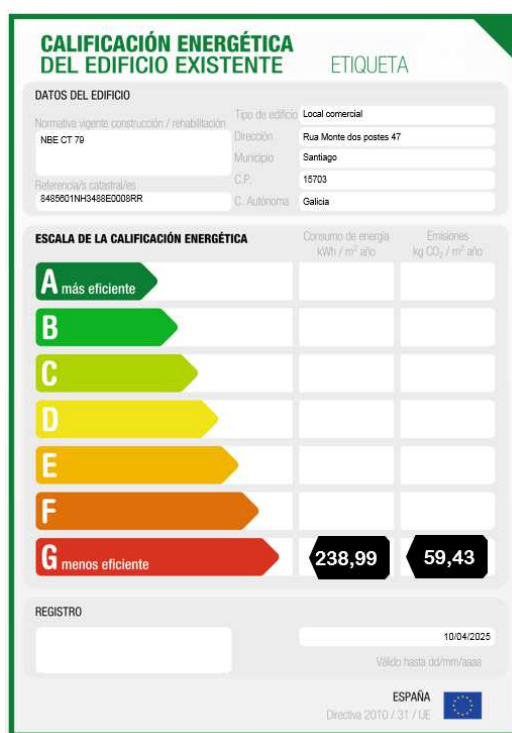 CALIFICACIÓN ENERGÉTICA
DEL EDIFICIO EXISTENTE ETIQUETA
DATOS DEL EDIFICIO
Normativa vigente construcción / rehabilitación
NBE CT 79
Referencia/s catastral/es
8485601NH3488E0008RR
Tipo de edificio Local comercial
Dirección Rua Monte dos postes 47
Municipio Santiago
C.P. 15703
C. Autónoma Galicia
ESCALA DE LA CALIFICACIÓN ENERGÉTICA
Consumo de energía
kWh / m² año
Emisiones
kg CO₂ / m² año
A más eficiente
B
C
D
E
F
G menos eficiente 238,99 59,43
REGISTRO
10/04/2025
Válido hasta dd/mm/aaaa
ESPAÑA
Directiva 2010 / 31 / UE